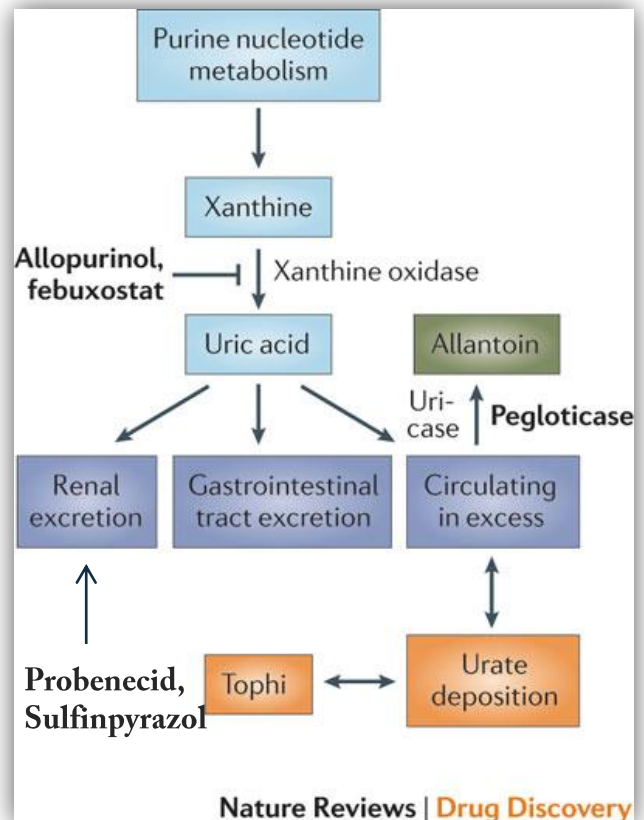 Purine nucleotide
metabolism
Xanthine
Allopurinol,
febuxostat
Xanthine oxidase
Uric acid
Allantoin
Uri-
case
Pegloticase
Renal
excretion
Gastrointestinal
tract excretion
Circulating
in excess
Probenecid,
Sulfinpyrazol
Tophi
Urate
deposition
Nature Reviews | Drug Discovery